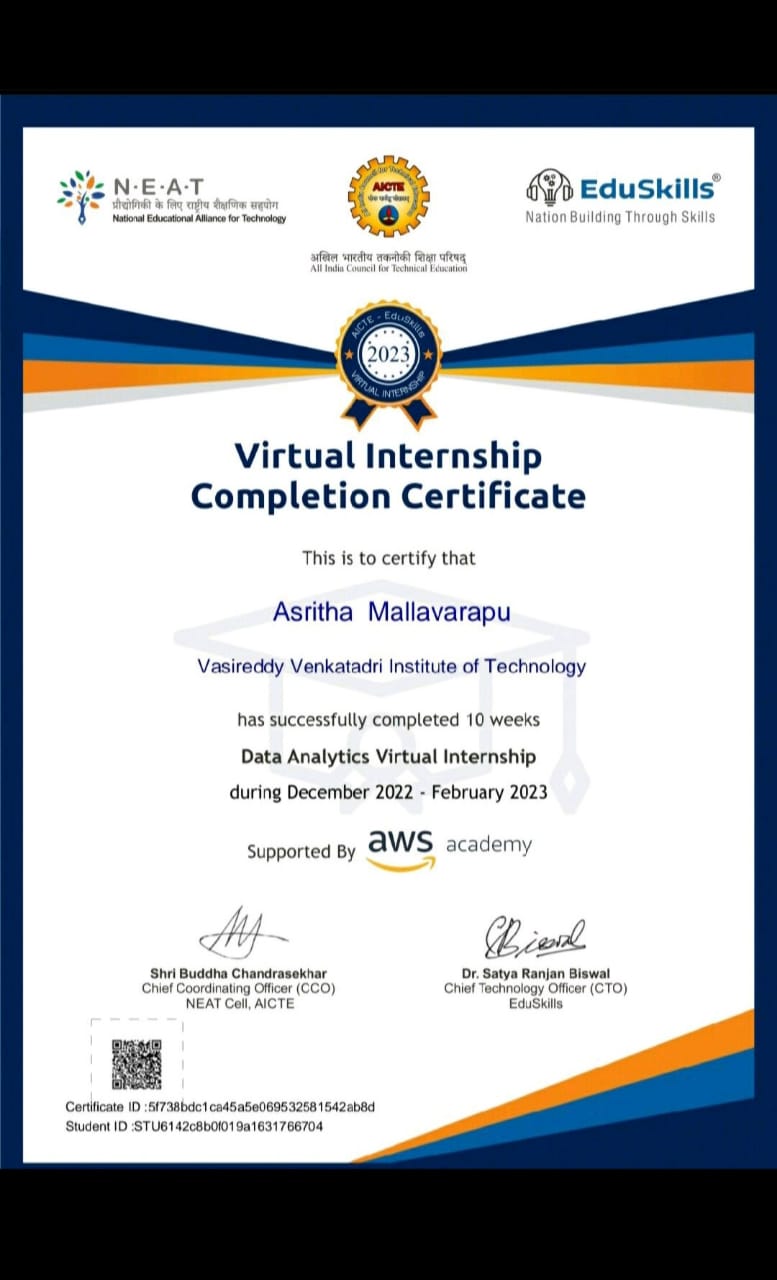 N·E·A·T
प्रौद्योगिकी के लिए राष्ट्रीय शैक्षणिक सहयोग
National Educational Alliance for Technology
AICTE
अखिल भारतीय तकनीकी शिक्षा परिषद्
All India Council for Technical Education
EduSkills®
Nation Building Through Skills
AICTE - EduSkills
2023
VIRTUAL INTERNSHIP
Virtual Internship
Completion Certificate
This is to certify that
Asritha Mallavarapu
Vasireddy Venkatadri Institute of Technology
has successfully completed 10 weeks
Data Analytics Virtual Internship
during December 2022 - February 2023
Supported By aws academy
Shri Buddha Chandrasekhar
Chief Coordinating Officer (CCO)
NEAT Cell, AICTE
Dr. Satya Ranjan Biswal
Chief Technology Officer (CTO)
EduSkills
Certificate ID :5f738bdc1ca45a5e069532581542ab8d
Student ID :STU6142c8b0f019a1631766704